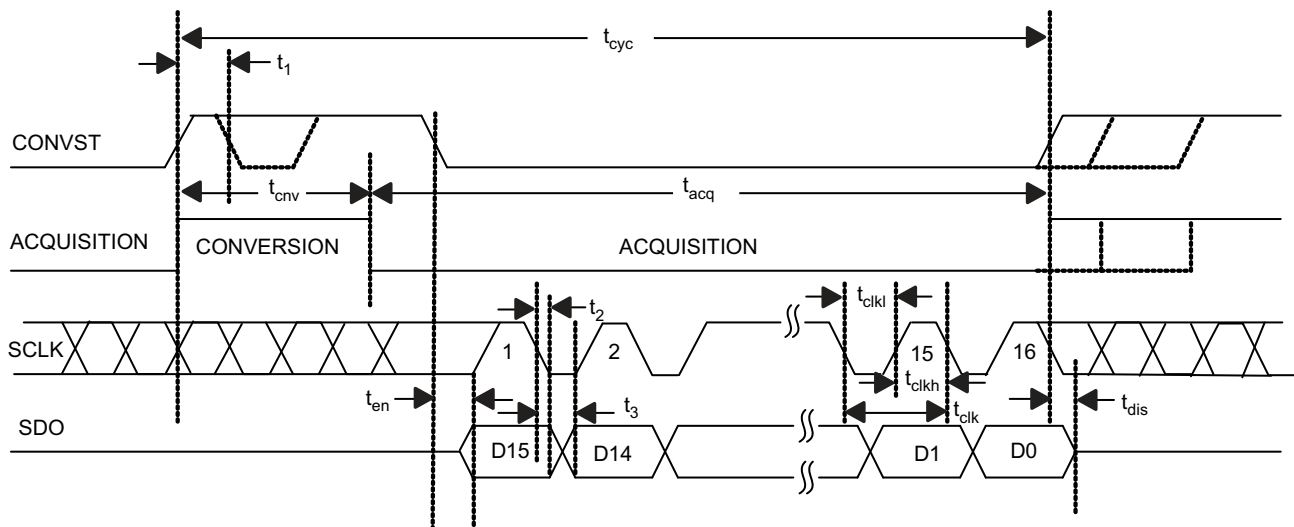 tcyc
t1
CONVST
tcnv
tacq
ACQUISITION
CONVERSION
ACQUISITION
t2
tclkl
SCLK
1
2
15
16
tclkh
ten
t3
tclk
tdis
SDO
D15
D14
D1
D0